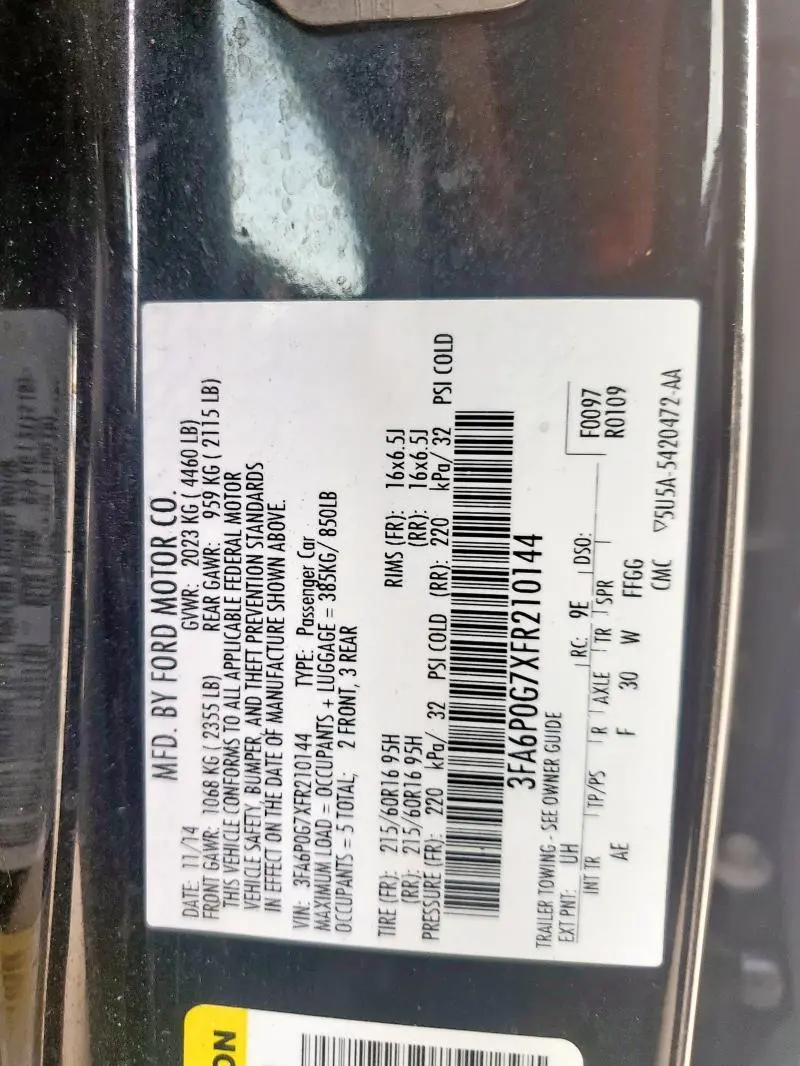 MFD. BY FORD MOTOR CO.
DATE: 11/14 GVWR: 2023 KG ( 4460 LB)
FRONT GAWR: 1068 KG ( 2355 LB) REAR GAWR: 959 KG ( 2115 LB)
THIS VEHICLE CONFORMS TO ALL APPLICABLE FEDERAL MOTOR
VEHICLE SAFETY, BUMPER, AND THEFT PREVENTION STANDARDS
IN EFFECT ON THE DATE OF MANUFACTURE SHOWN ABOVE.
VIN: 3FA6P0G7XFR210144 TYPE: Passenger Car
MAXIMUM LOAD = OCCUPANTS + LUGGAGE = 385KG/ 850LB
OCCUPANTS = 5 TOTAL; 2 FRONT, 3 REAR
TIRE (FR): 215/60R16 95H RIMS (FR): 16x6.5J
(RR): 215/60R16 95H (RR): 16x6.5J
PRESSURE (FR): 220 kPa/ 32 PSI COLD (RR): 220 kPa/ 32 PSI COLD
3FA6P0G7XFR210144
TRAILER TOWING - SEE OWNER GUIDE
EXT PNT: UH RC: 9E DSO: F0097
R0109
INT TR TP/PS R AXLE TR SPR
AE F 30 W FFGG
CMC ▽5U5A-5420472-AA
ON